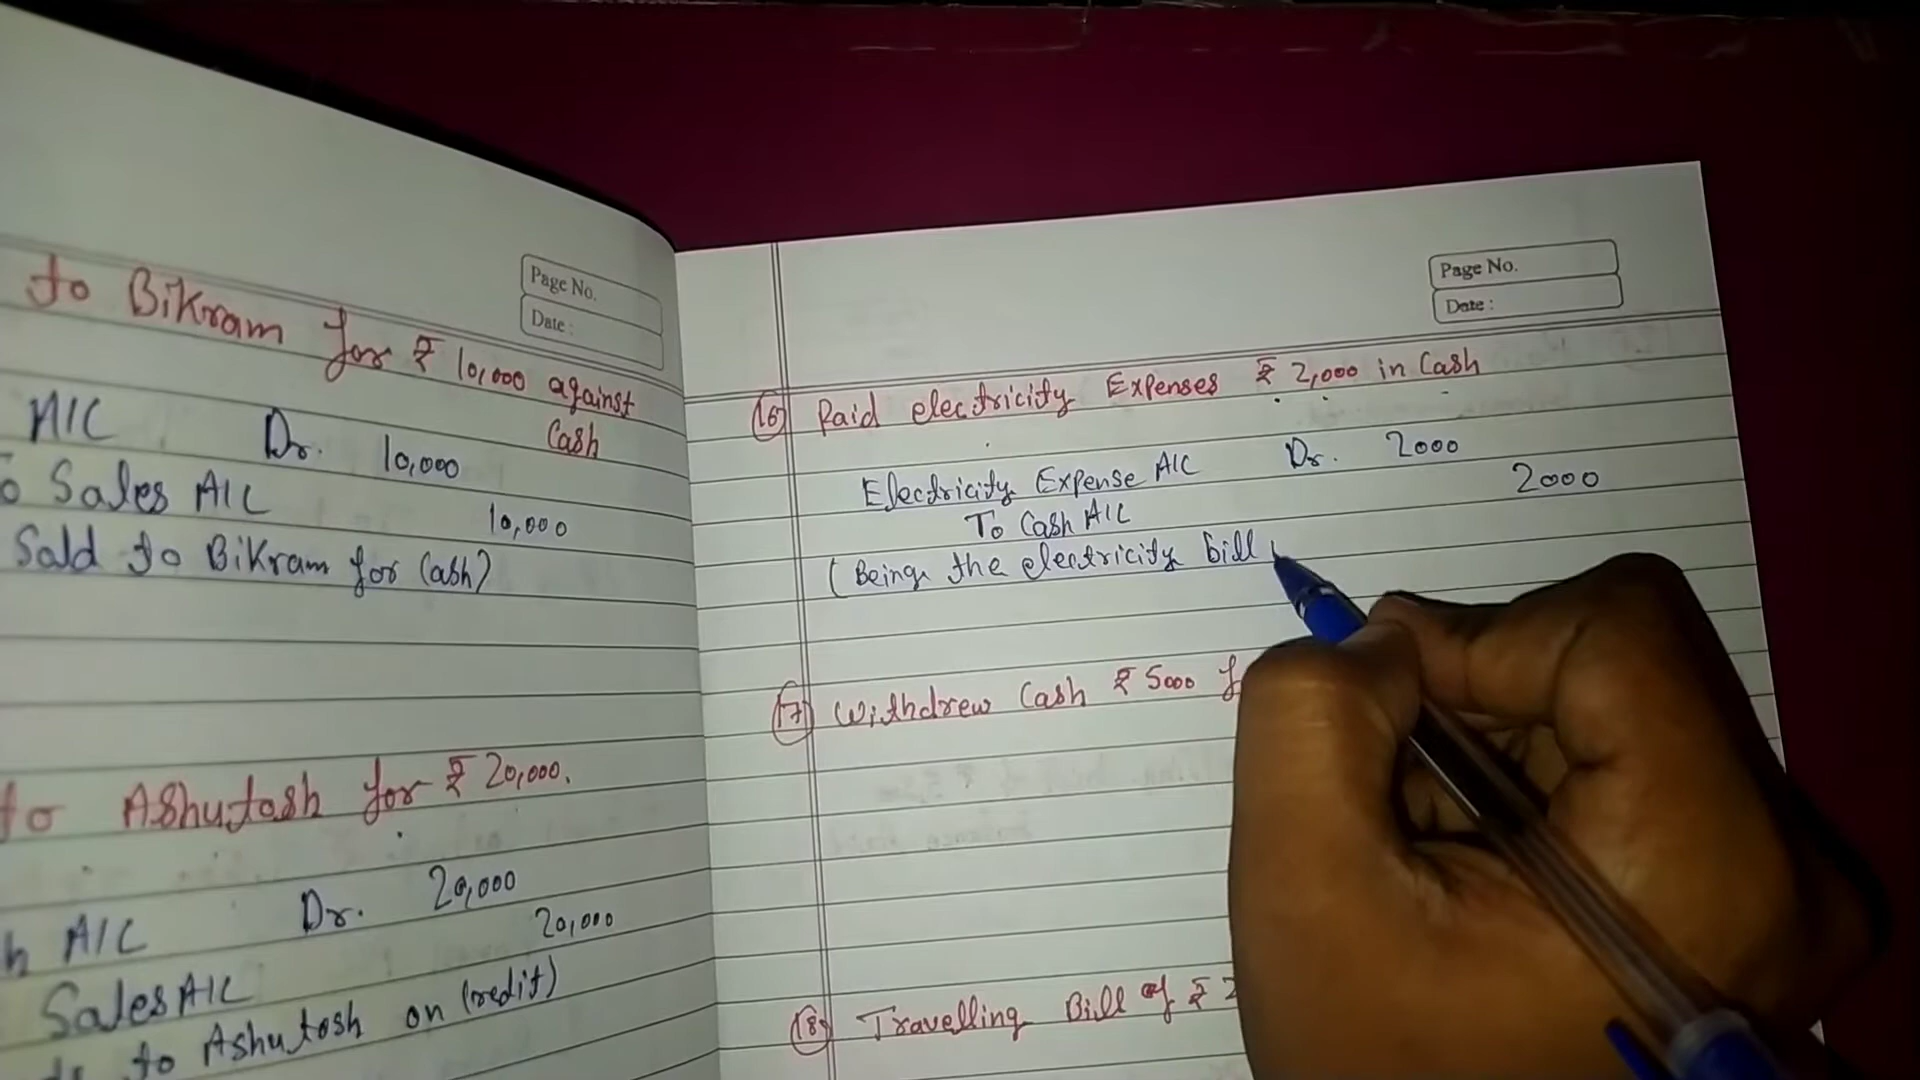 Page No.
Date :
to Bikram for ₹ 10,000 against
Cash
A/C Dr. 10,000
Sales A/C 10,000
Sold to Bikram for Cash)
to Ashutosh for ₹ 20,000.
A/C Dr. 20,000
Sales A/C 20,000
to Ashutosh on Credit)
Page No.
Date :
16 Paid electricity Expenses ₹ 2,000 in Cash
Electricity Expense A/C Dr. 2000
To Cash A/C 2000
(Being the electricity bill
17 Withdrew Cash ₹ 5000
18 Travelling Bill of ₹